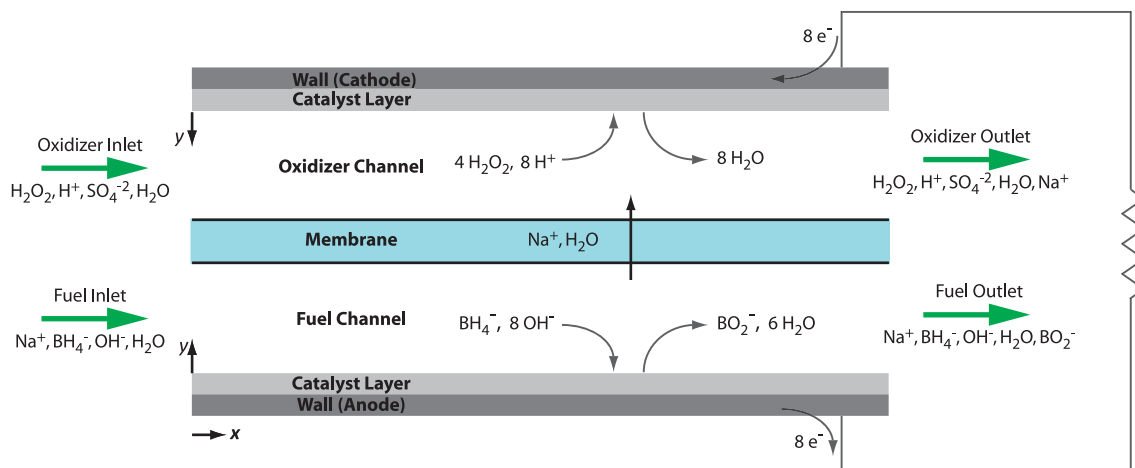 8 e⁻
Wall (Cathode)
Catalyst Layer
y
Oxidizer Inlet
H₂O₂, H⁺, SO₄⁻², H₂O
Oxidizer Channel
4 H₂O₂, 8 H⁺
8 H₂O
Oxidizer Outlet
H₂O₂, H⁺, SO₄⁻², H₂O, Na⁺
Membrane
Na⁺, H₂O
Fuel Inlet
Na⁺, BH₄⁻, OH⁻, H₂O
Fuel Channel
BH₄⁻, 8 OH⁻
BO₂⁻, 6 H₂O
Fuel Outlet
Na⁺, BH₄⁻, OH⁻, H₂O, BO₂⁻
y
Catalyst Layer
Wall (Anode)
x
8 e⁻